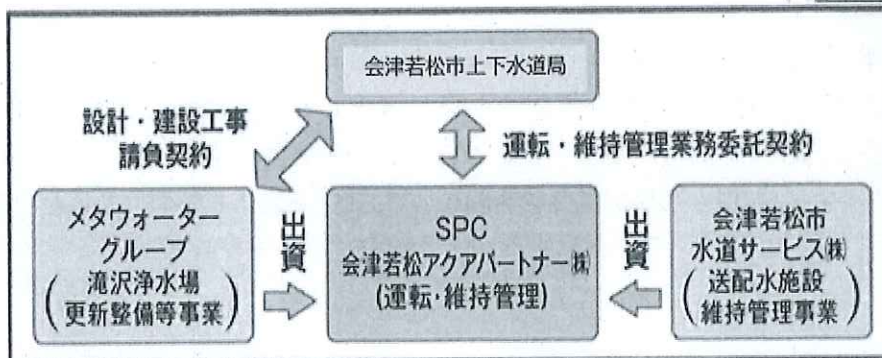 会津若松市上下水道局
設計・建設工事
請負契約
運転・維持管理業務委託契約
メタウォーター
グループ
(滝沢浄水場
更新整備等事業)
出資
SPC
会津若松アクアパートナー㈱
(運転・維持管理)
出資
会津若松市
水道サービス㈱
(送配水施設
維持管理事業)